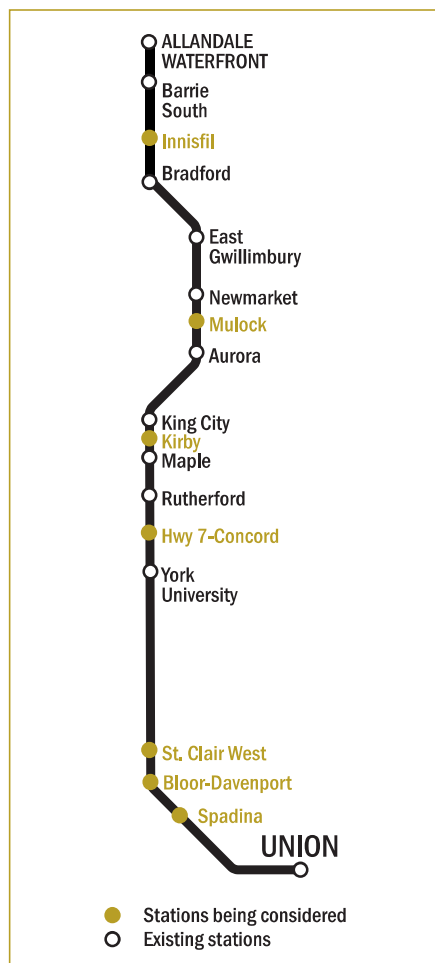 ALLANDALE
WATERFRONT
Barrie
South
Innisfil
Bradford
East
Gwillimbury
Newmarket
Mulock
Aurora
King City
Kirby
Maple
Rutherford
Hwy 7-Concord
York
University
St. Clair West
Bloor-Davenport
Spadina
UNION
Stations being considered
Existing stations